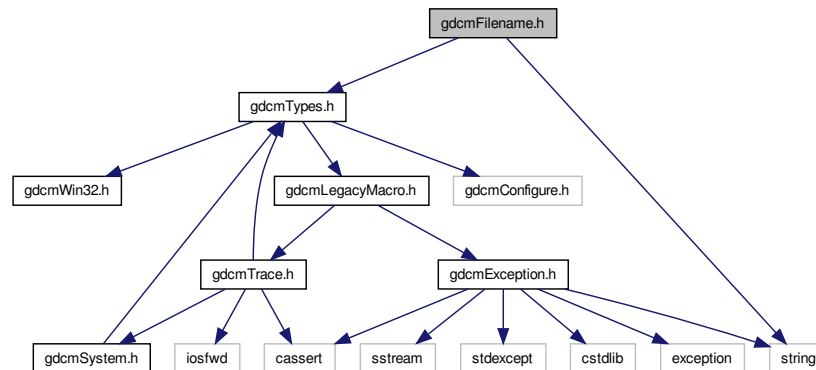 gdcmFilename.h
gdcmTypes.h
gdcmWin32.h
gdcmLegacyMacro.h
gdcmConfigure.h
gdcmTrace.h
gdcmException.h
gdcmSystem.h
iosfwd
cassert
sstream
stdexcept
cstdlib
exception
string